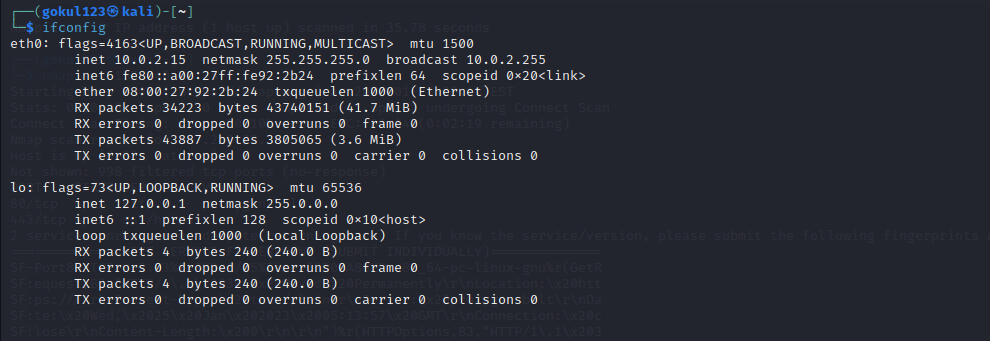 ┌──(gokul123㉿kali)-[~]
└─$ ifconfig
eth0: flags=4163<UP,BROADCAST,RUNNING,MULTICAST>  mtu 1500
        inet 10.0.2.15  netmask 255.255.255.0  broadcast 10.0.2.255
        inet6 fe80::a00:27ff:fe92:2b24  prefixlen 64  scopeid 0×20<link>
        ether 08:00:27:92:2b:24  txqueuelen 1000  (Ethernet)
        RX packets 34223  bytes 43740151 (41.7 MiB)
        RX errors 0  dropped 0  overruns 0  frame 0
        TX packets 43887  bytes 3805065 (3.6 MiB)
        TX errors 0  dropped 0 overruns 0  carrier 0  collisions 0

lo: flags=73<UP,LOOPBACK,RUNNING>  mtu 65536
        inet 127.0.0.1  netmask 255.0.0.0
        inet6 ::1  prefixlen 128  scopeid 0×10<host>
        loop  txqueuelen 1000  (Local Loopback)
        RX packets 4  bytes 240 (240.0 B)
        RX errors 0  dropped 0  overruns 0  frame 0
        TX packets 4  bytes 240 (240.0 B)
        TX errors 0  dropped 0 overruns 0  carrier 0  collisions 0